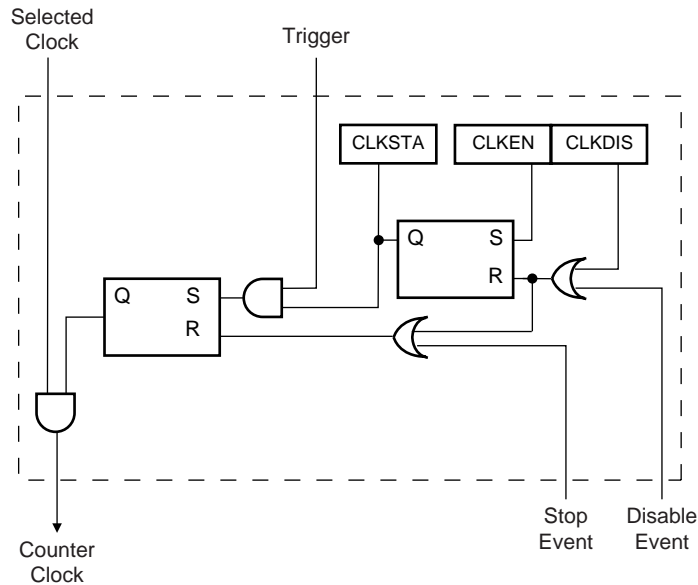 Selected
Clock
Trigger
CLKSTA
CLKEN
CLKDIS
Q
S
R
Q
S
R
Stop
Event
Disable
Event
Counter
Clock